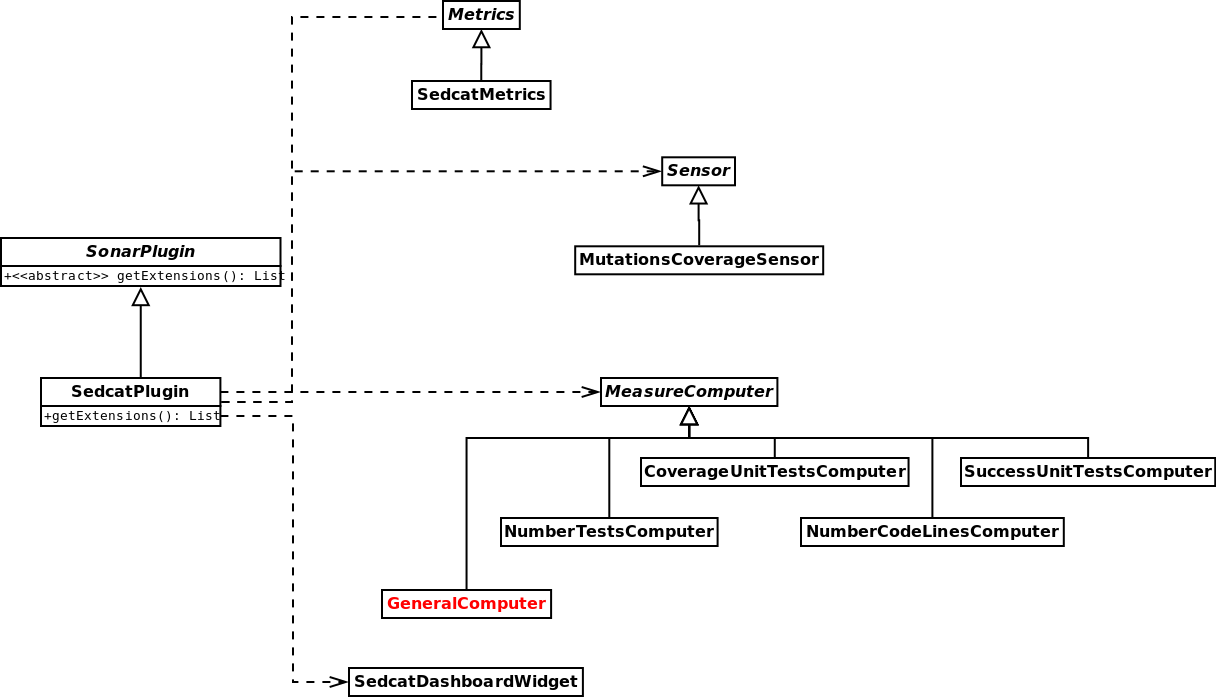 Metrics
SedcatMetrics
Sensor
MutationsCoverageSensor
SonarPlugin
+<<abstract>> getExtensions(): List
SedcatPlugin
+getExtensions(): List
MeasureComputer
CoverageUnitTestsComputer
SuccessUnitTestsComputer
NumberTestsComputer
NumberCodeLinesComputer
GeneralComputer
SedcatDashboardWidget